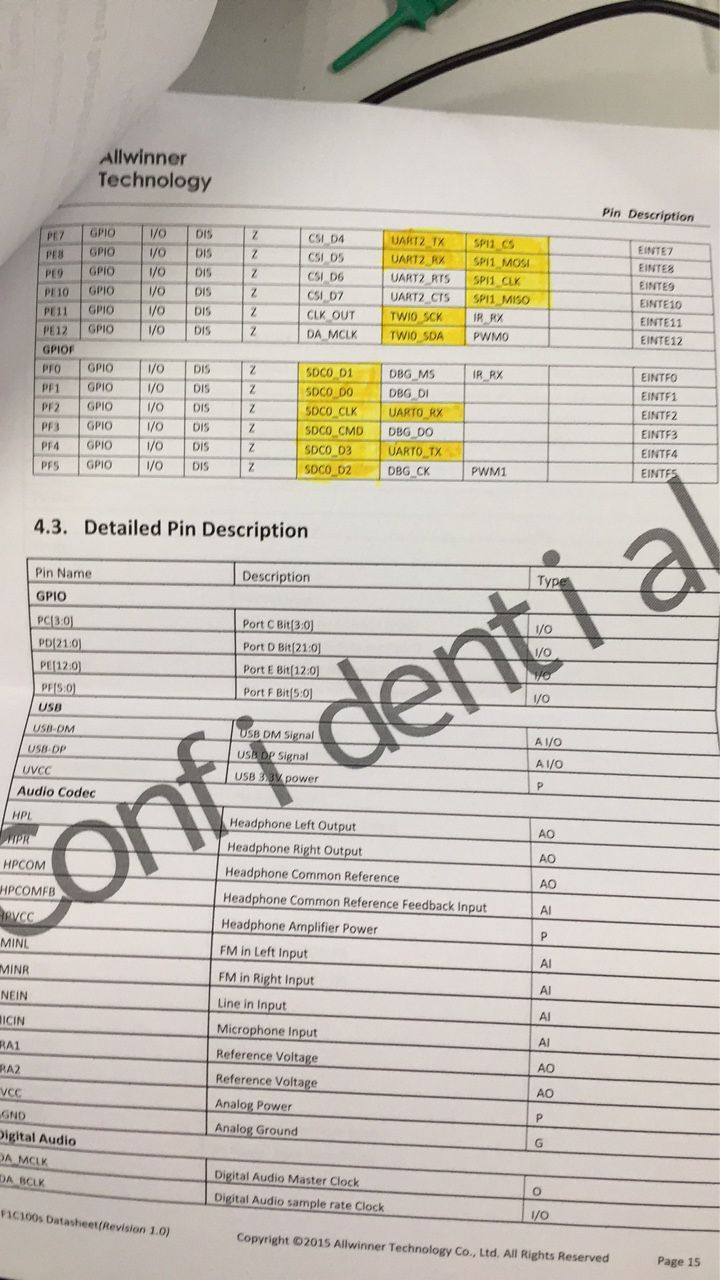 Allwinner
Technology
Pin Description
PE7 GPIO I/O DIS Z CSI_D4 UART2_TX SPI1_CS EINTE7
PE8 GPIO I/O DIS Z CSI_D5 UART2_RX SPI1_MOSI EINTE8
PE9 GPIO I/O DIS Z CSI_D6 UART2_RTS SPI1_CLK EINTE9
PE10 GPIO I/O DIS Z CSI_D7 UART2_CTS SPI1_MISO EINTE10
PE11 GPIO I/O DIS Z CLK_OUT TWI0_SCK IR_RX EINTE11
PE12 GPIO I/O DIS Z DA_MCLK TWI0_SDA PWM0 EINTE12
GPIOF
PF0 GPIO I/O DIS Z SDC0_D1 DBG_MS IR_RX EINTF0
PF1 GPIO I/O DIS Z SDC0_D0 DBG_DI EINTF1
PF2 GPIO I/O DIS Z SDC0_CLK UART0_RX EINTF2
PF3 GPIO I/O DIS Z SDC0_CMD DBG_DO EINTF3
PF4 GPIO I/O DIS Z SDC0_D3 UART0_TX EINTF4
PF5 GPIO I/O DIS Z SDC0_D2 DBG_CK PWM1 EINTF5
4.3. Detailed Pin Description
Pin Name Description Type
GPIO
PC[3:0] Port C Bit[3:0] I/O
PD[21:0] Port D Bit[21:0] I/O
PE[12:0] Port E Bit[12:0] I/O
PF[5:0] Port F Bit[5:0] I/O
USB
USB-DM USB DM Signal A I/O
USB-DP USB DP Signal A I/O
UVCC USB 3.3V power P
Audio Codec
HPL Headphone Left Output AO
HPR Headphone Right Output AO
HPCOM Headphone Common Reference AO
HPCOMFB Headphone Common Reference Feedback Input AI
HPVCC Headphone Amplifier Power P
MINL FM in Left Input AI
MINR FM in Right Input AI
NEIN Line in Input AI
ICIN Microphone Input AI
RA1 Reference Voltage AO
RA2 Reference Voltage AO
VCC Analog Power P
GND Analog Ground G
Digital Audio
DA_MCLK Digital Audio Master Clock O
DA_BCLK Digital Audio sample rate Clock I/O
Confidential
F1C100s Datasheet(Revision 1.0) Copyright ©2015 Allwinner Technology Co., Ltd. All Rights Reserved Page 15